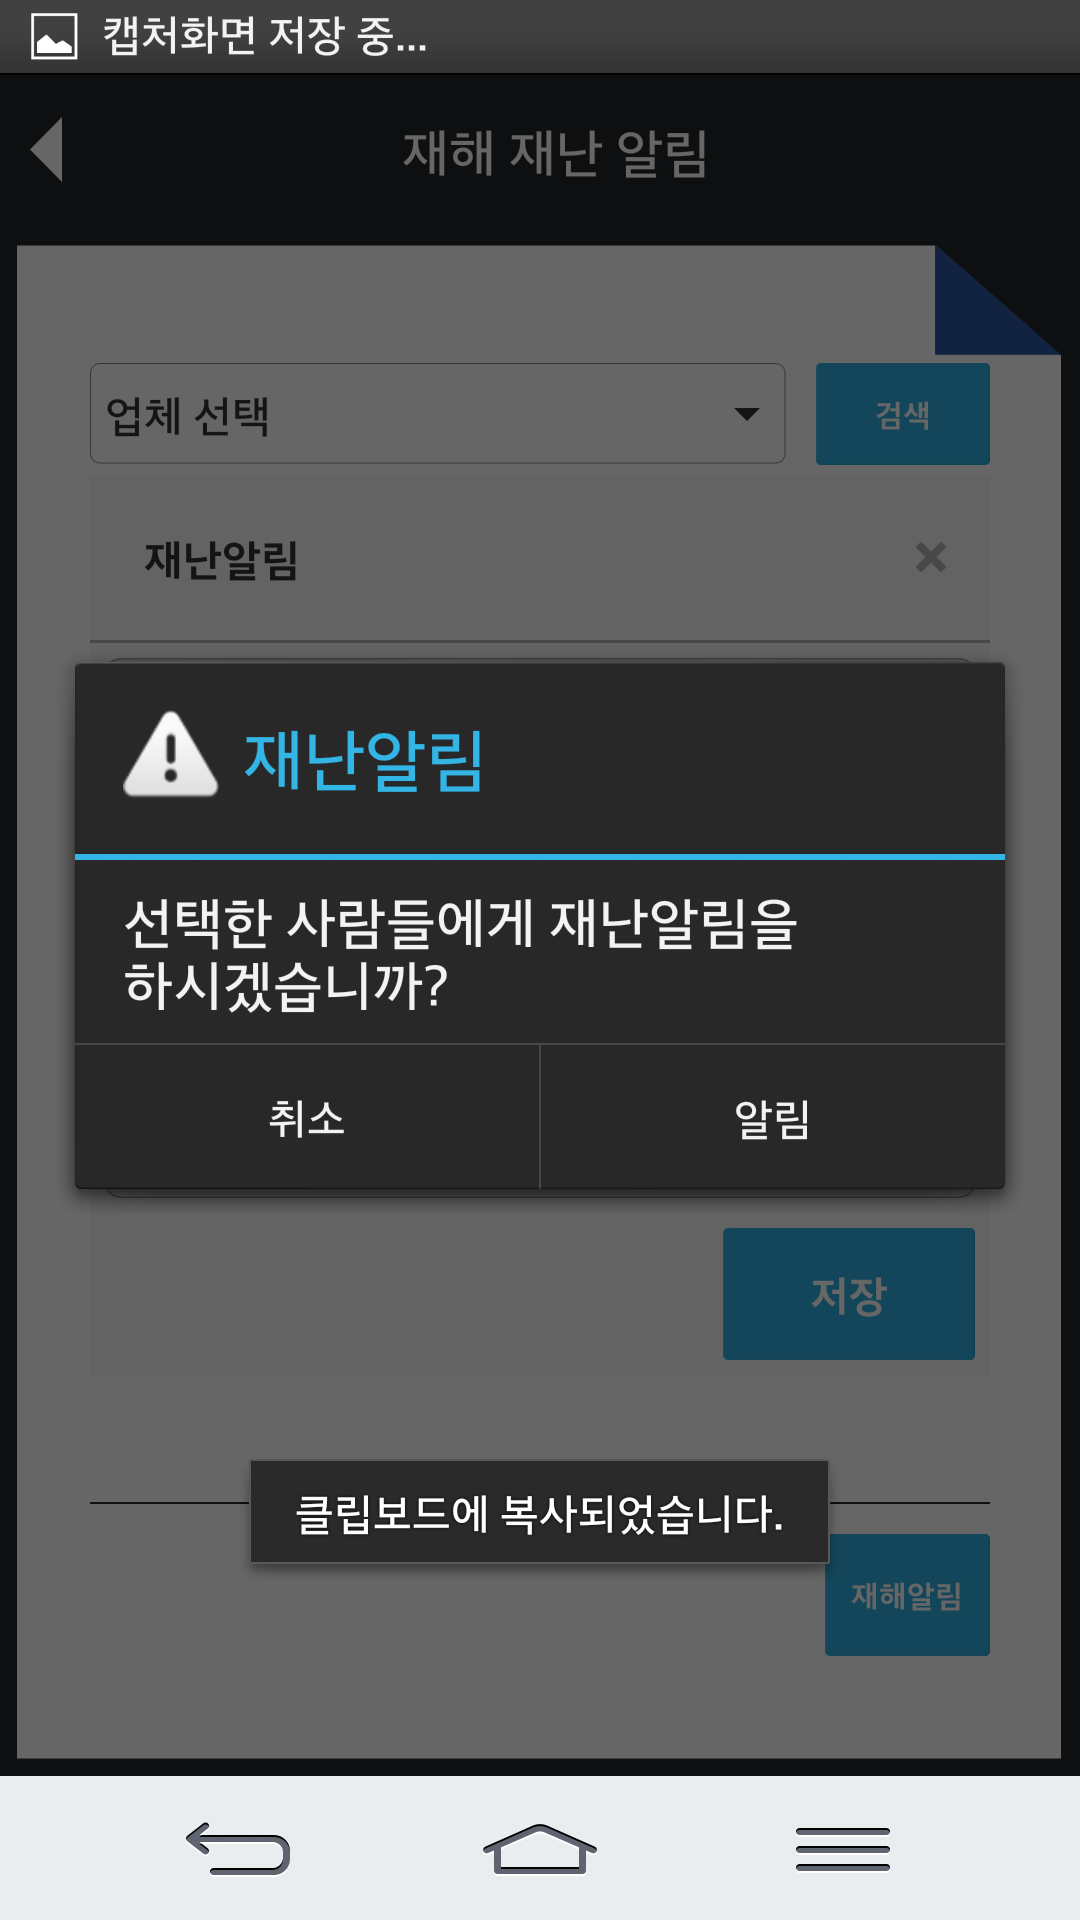 캡처화면 저장 중...
재해 재난 알림
업체 선택
검색
재난알림
재난알림
선택한 사람들에게 재난알림을
하시겠습니까?
취소
알림
저장
클립보드에 복사되었습니다.
재해알림